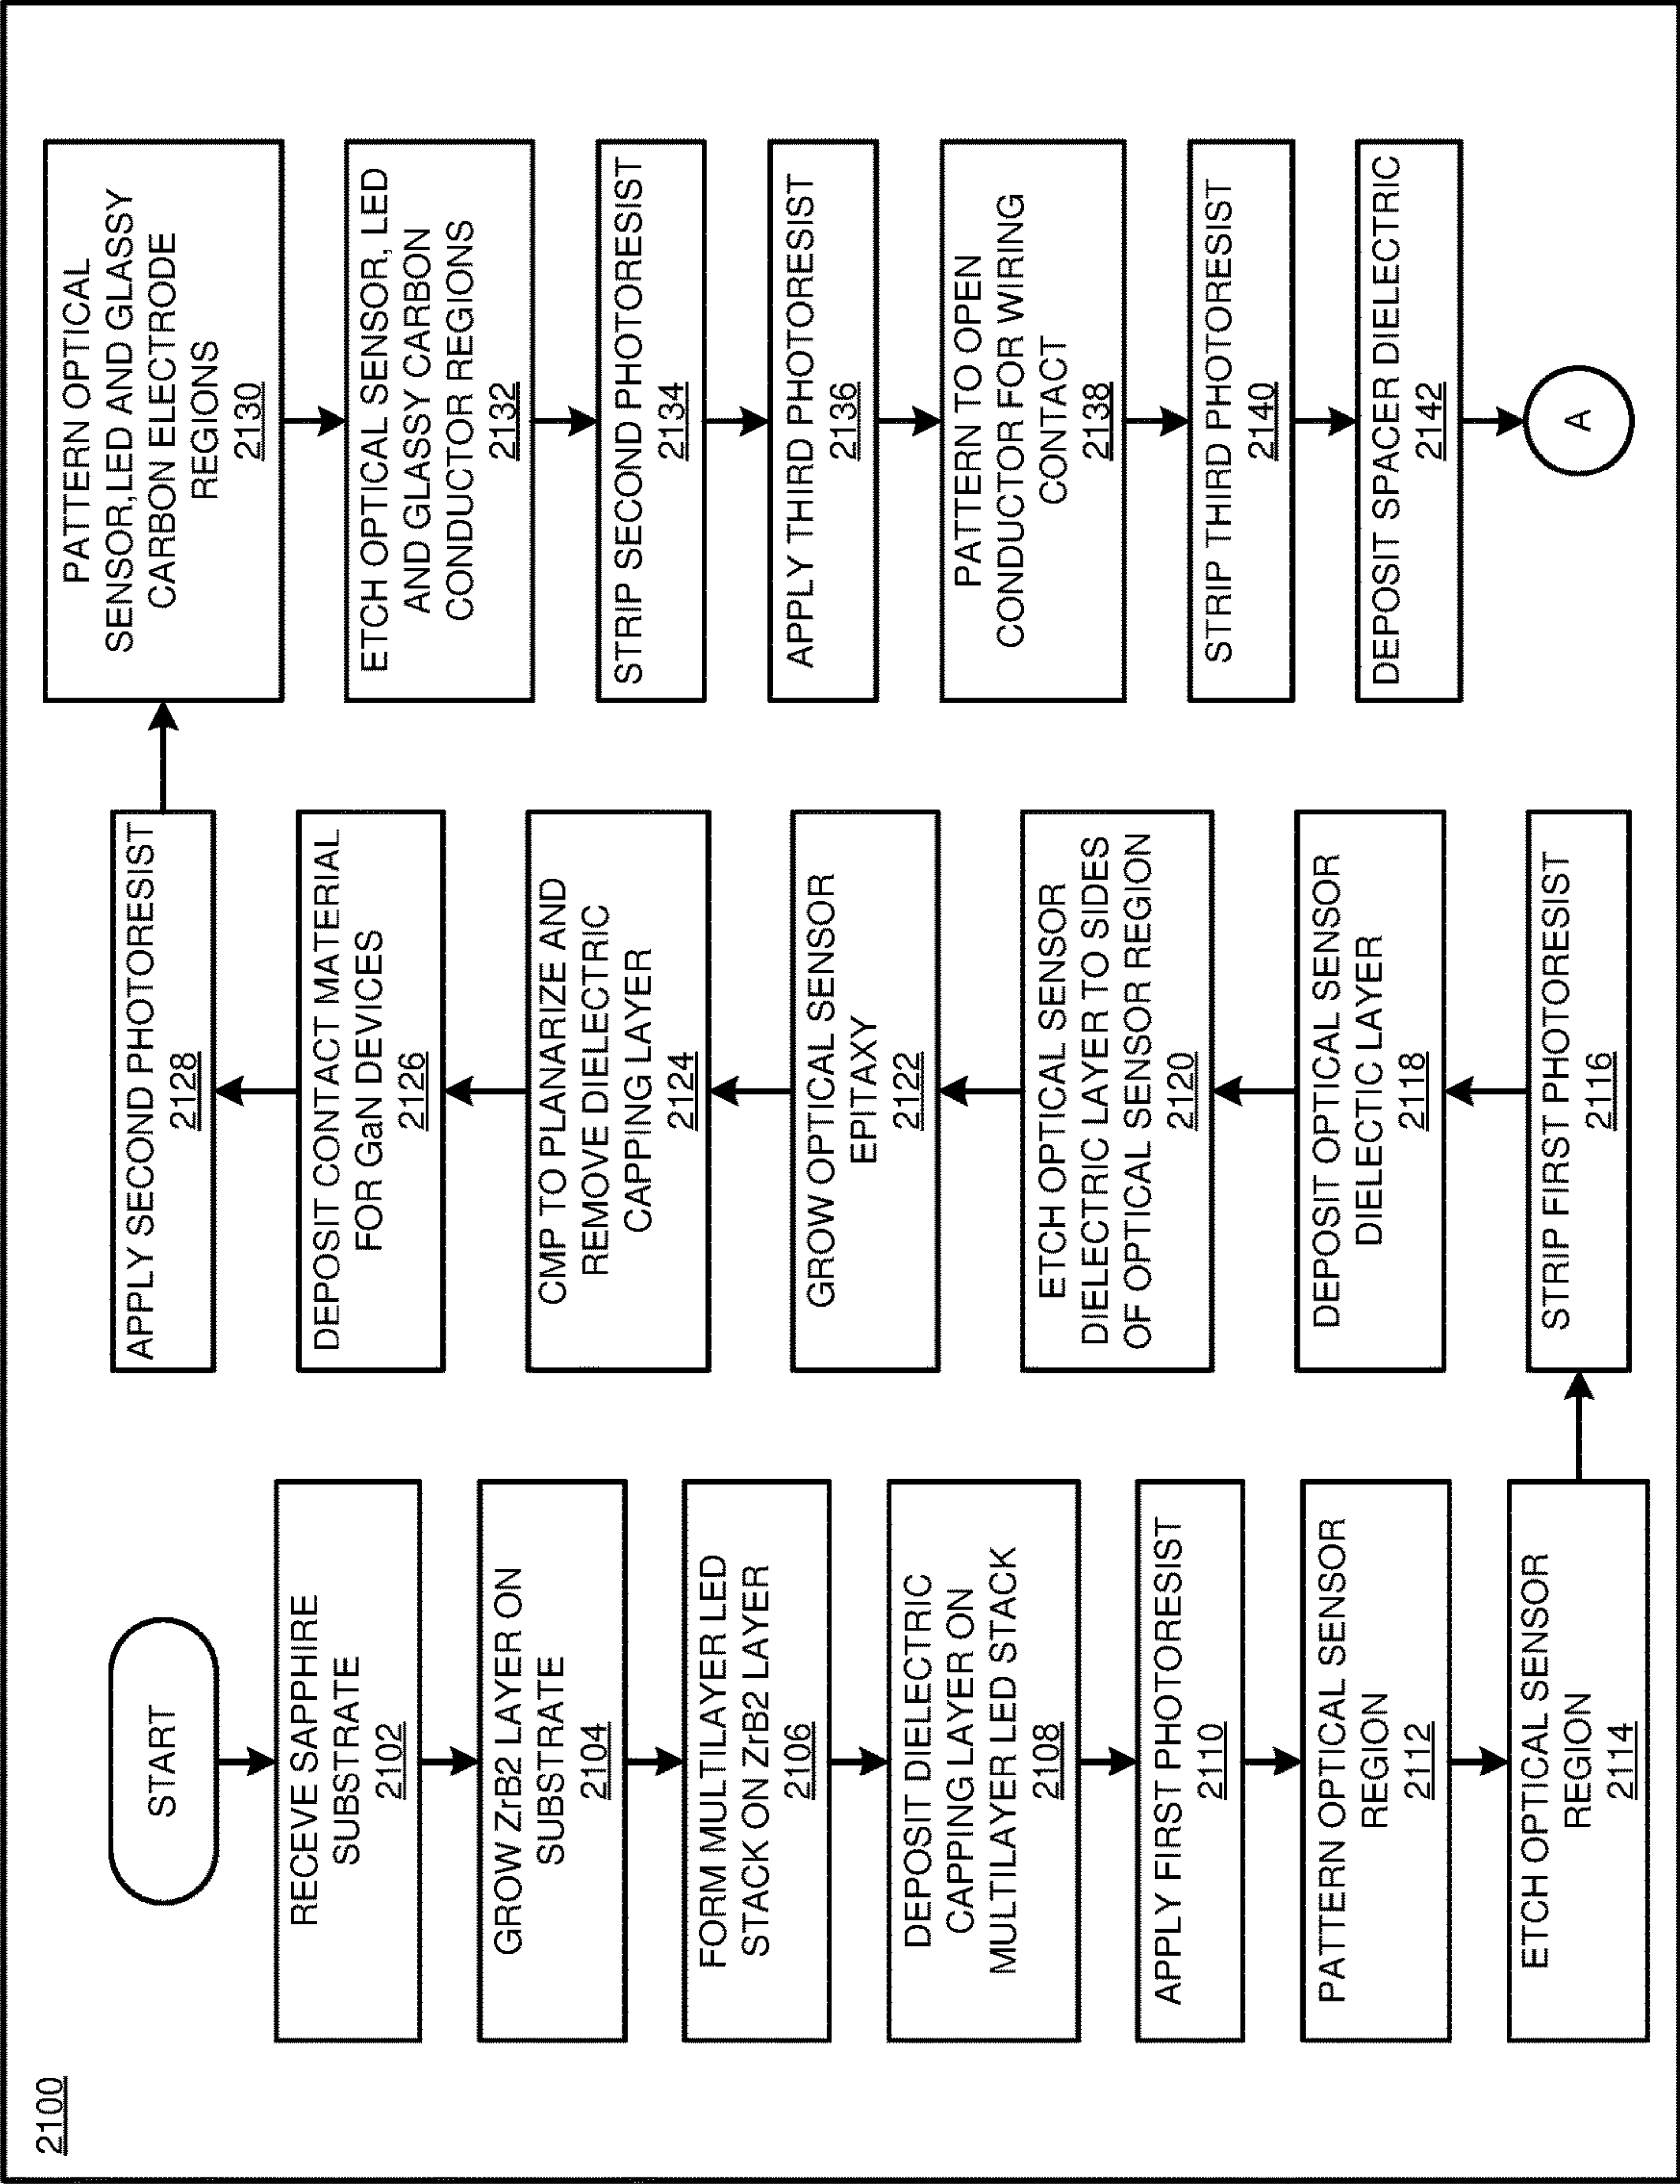 2100
START
RECEVE SAPPHIRE
SUBSTRATE
2102
GROW ZrB2 LAYER ON
SUBSTRATE
2104
FORM MULTILAYER LED
STACK ON ZrB2 LAYER
2106
DEPOSIT DIELECTRIC
CAPPING LAYER ON
MULTILAYER LED STACK
2108
APPLY FIRST PHOTORESIST
2110
PATTERN OPTICAL SENSOR
REGION
2112
ETCH OPTICAL SENSOR
REGION
2114
STRIP FIRST PHOTORESIST
2116
DEPOSIT OPTICAL SENSOR
DIELECTIC LAYER
2118
ETCH OPTICAL SENSOR
DIELECTRIC LAYER TO SIDES
OF OPTICAL SENSOR REGION
2120
GROW OPTICAL SENSOR
EPITAXY
2122
CMP TO PLANARIZE AND
REMOVE DIELECTRIC
CAPPING LAYER
2124
DEPOSIT CONTACT MATERIAL
FOR GaN DEVICES
2126
APPLY SECOND PHOTORESIST
2128
PATTERN OPTICAL
SENSOR,LED AND GLASSY
CARBON ELECTRODE
REGIONS
2130
ETCH OPTICAL SENSOR, LED
AND GLASSY CARBON
CONDUCTOR REGIONS
2132
STRIP SECOND PHOTORESIST
2134
APPLY THIRD PHOTORESIST
2136
PATTERN TO OPEN
CONDUCTOR FOR WIRING
CONTACT
2138
STRIP THIRD PHOTORESIST
2140
DEPOSIT SPACER DIELECTRIC
2142
A